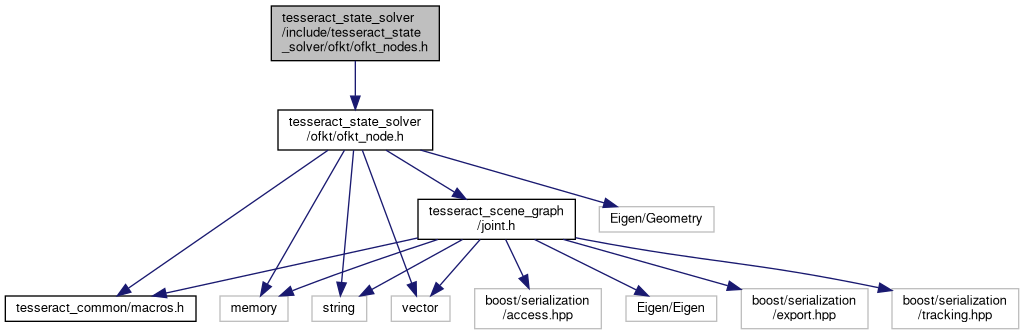 tesseract_state_solver
/include/tesseract_state
_solver/ofkt/ofkt_nodes.h
tesseract_state_solver
/ofkt/ofkt_node.h
tesseract_scene_graph
/joint.h
Eigen/Geometry
tesseract_common/macros.h
memory
string
vector
boost/serialization
/access.hpp
Eigen/Eigen
boost/serialization
/export.hpp
boost/serialization
/tracking.hpp